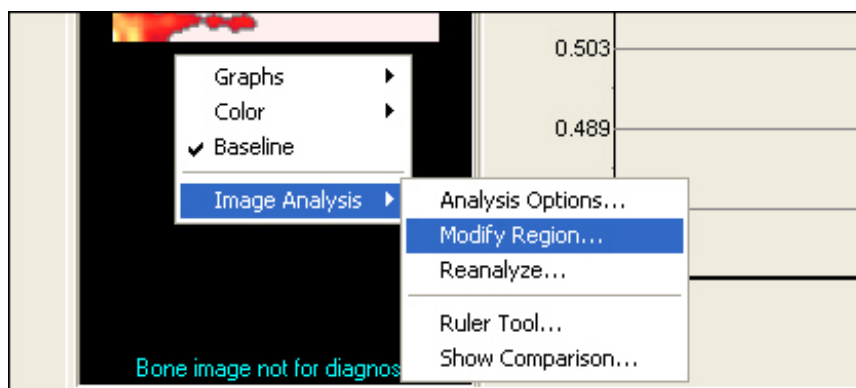 0.503
0.489
Graphs
Color
Baseline
Image Analysis
Analysis Options...
Modify Region...
Reanalyze...
Ruler Tool...
Show Comparison...
Bone image not for diagnos